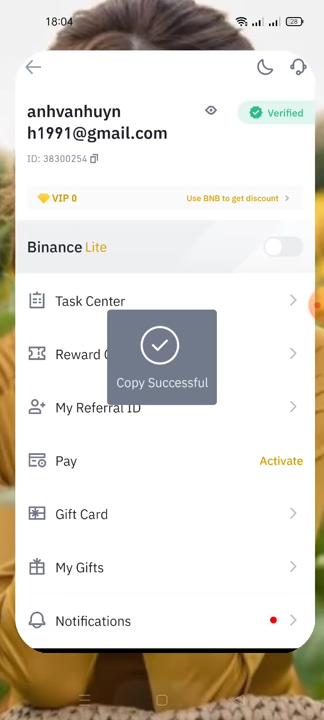 18:04
28
anhvanhuyn
h1991@gmail.com
Verified
ID: 38300254
VIP 0
Use BNB to get discount
Binance Lite
Task Center
Reward C
Copy Successful
My Referral ID
Pay
Activate
Gift Card
My Gifts
Notifications